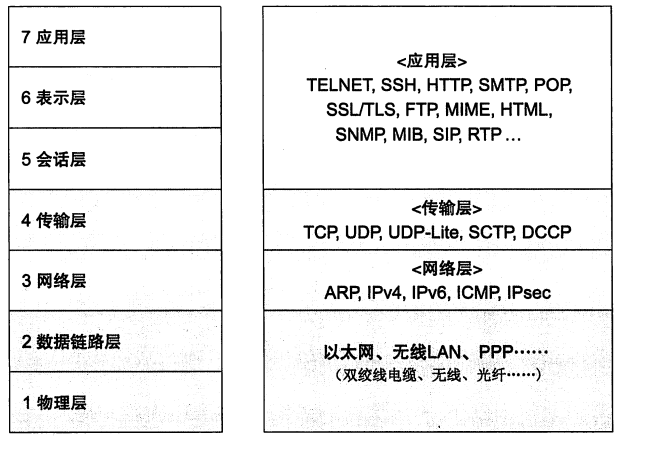 7 应用层
6 表示层
5 会话层
4 传输层
3 网络层
2 数据链路层
1 物理层
<应用层>
TELNET, SSH, HTTP, SMTP, POP,
SSL/TLS, FTP, MIME, HTML,
SNMP, MIB, SIP, RTP ...
<传输层>
TCP, UDP, UDP-Lite, SCTP, DCCP
<网络层>
ARP, IPv4, IPv6, ICMP, IPsec
以太网、无线LAN、PPP……
（双绞线电缆、无线、光纤……）